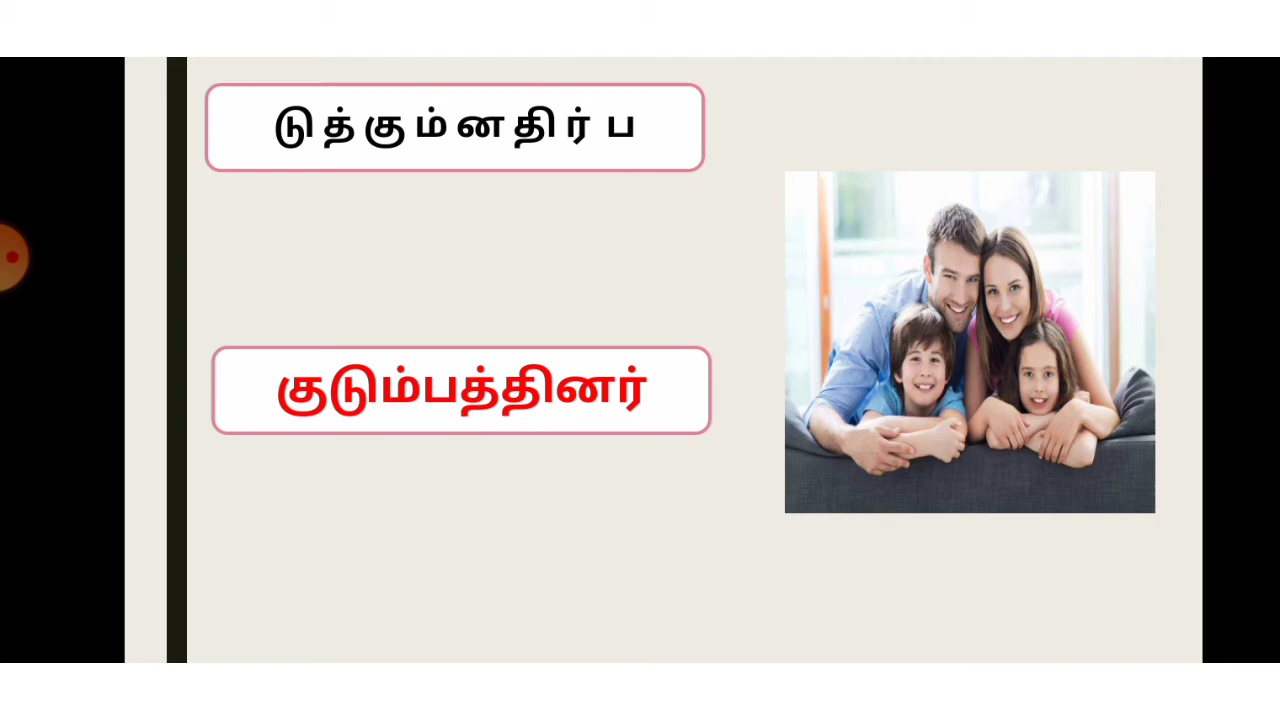 டு த் கு ம் ன தி ர் ப
குடும்பத்தினர்